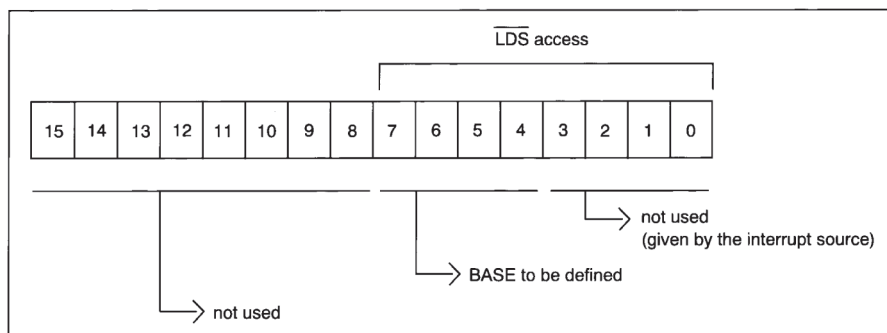 LDS access
15 14 13 12 11 10 9 8 7 6 5 4 3 2 1 0
not used
(given by the interrupt source)
BASE to be defined
not used